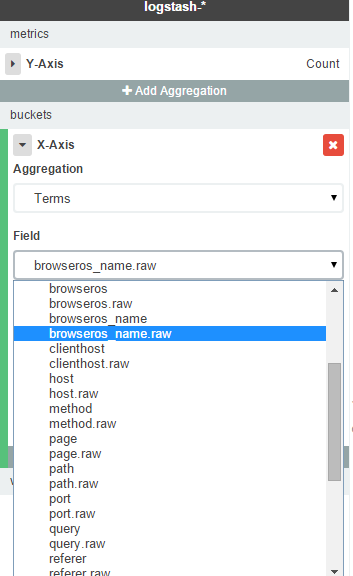 logstash-*
metrics
Y-Axis Count
Add Aggregation
buckets
X-Axis
Aggregation
Terms
Field
browseros_name.raw
browseros
browseros.raw
browseros_name
browseros_name.raw
clienthost
clienthost.raw
host
host.raw
method
method.raw
page
page.raw
path
path.raw
port
port.raw
query
query.raw
referer
referer.raw